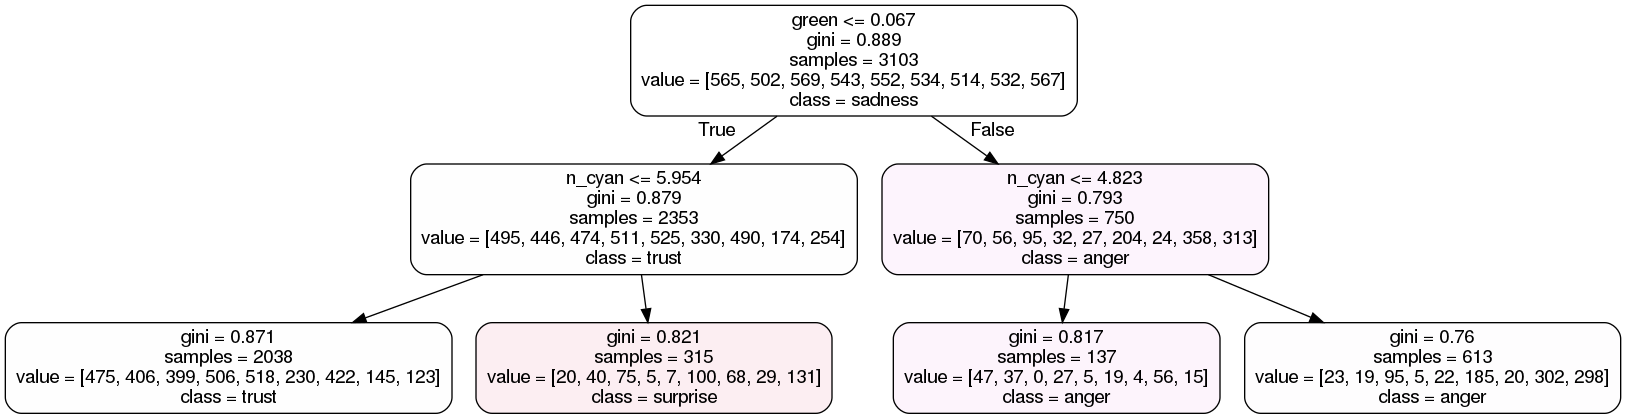 green <= 0.067
gini = 0.889
samples = 3103
value = [565, 502, 569, 543, 552, 534, 514, 532, 567]
class = sadness
True
False
n_cyan <= 5.954
gini = 0.879
samples = 2353
value = [495, 446, 474, 511, 525, 330, 490, 174, 254]
class = trust
n_cyan <= 4.823
gini = 0.793
samples = 750
value = [70, 56, 95, 32, 27, 204, 24, 358, 313]
class = anger
gini = 0.871
samples = 2038
value = [475, 406, 399, 506, 518, 230, 422, 145, 123]
class = trust
gini = 0.821
samples = 315
value = [20, 40, 75, 5, 7, 100, 68, 29, 131]
class = surprise
gini = 0.817
samples = 137
value = [47, 37, 0, 27, 5, 19, 4, 56, 15]
class = anger
gini = 0.76
samples = 613
value = [23, 19, 95, 5, 22, 185, 20, 302, 298]
class = anger